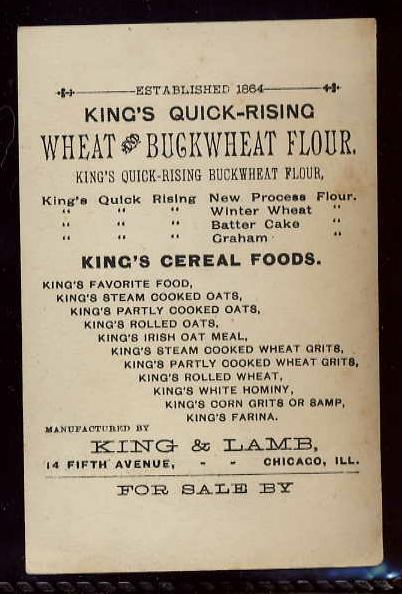 ESTABLISHED 1864
KING'S QUICK-RISING
WHEAT AND BUCKWHEAT FLOUR.
KING'S QUICK-RISING BUCKWHEAT FLOUR,
King's Quick Rising New Process Flour.
" " " Winter Wheat "
" " " Batter Cake "
" " " Graham "
KING'S CEREAL FOODS.
KING'S FAVORITE FOOD,
KING'S STEAM COOKED OATS,
KING'S PARTLY COOKED OATS,
KING'S ROLLED OATS,
KING'S IRISH OAT MEAL,
KING'S STEAM COOKED WHEAT GRITS,
KING'S PARTLY COOKED WHEAT GRITS,
KING'S ROLLED WHEAT,
KING'S WHITE HOMINY,
KING'S CORN GRITS OR SAMP,
KING'S FARINA.
MANUFACTURED BY
KING & LAMB,
14 FIFTH AVENUE, - - CHICAGO, ILL.
FOR SALE BY